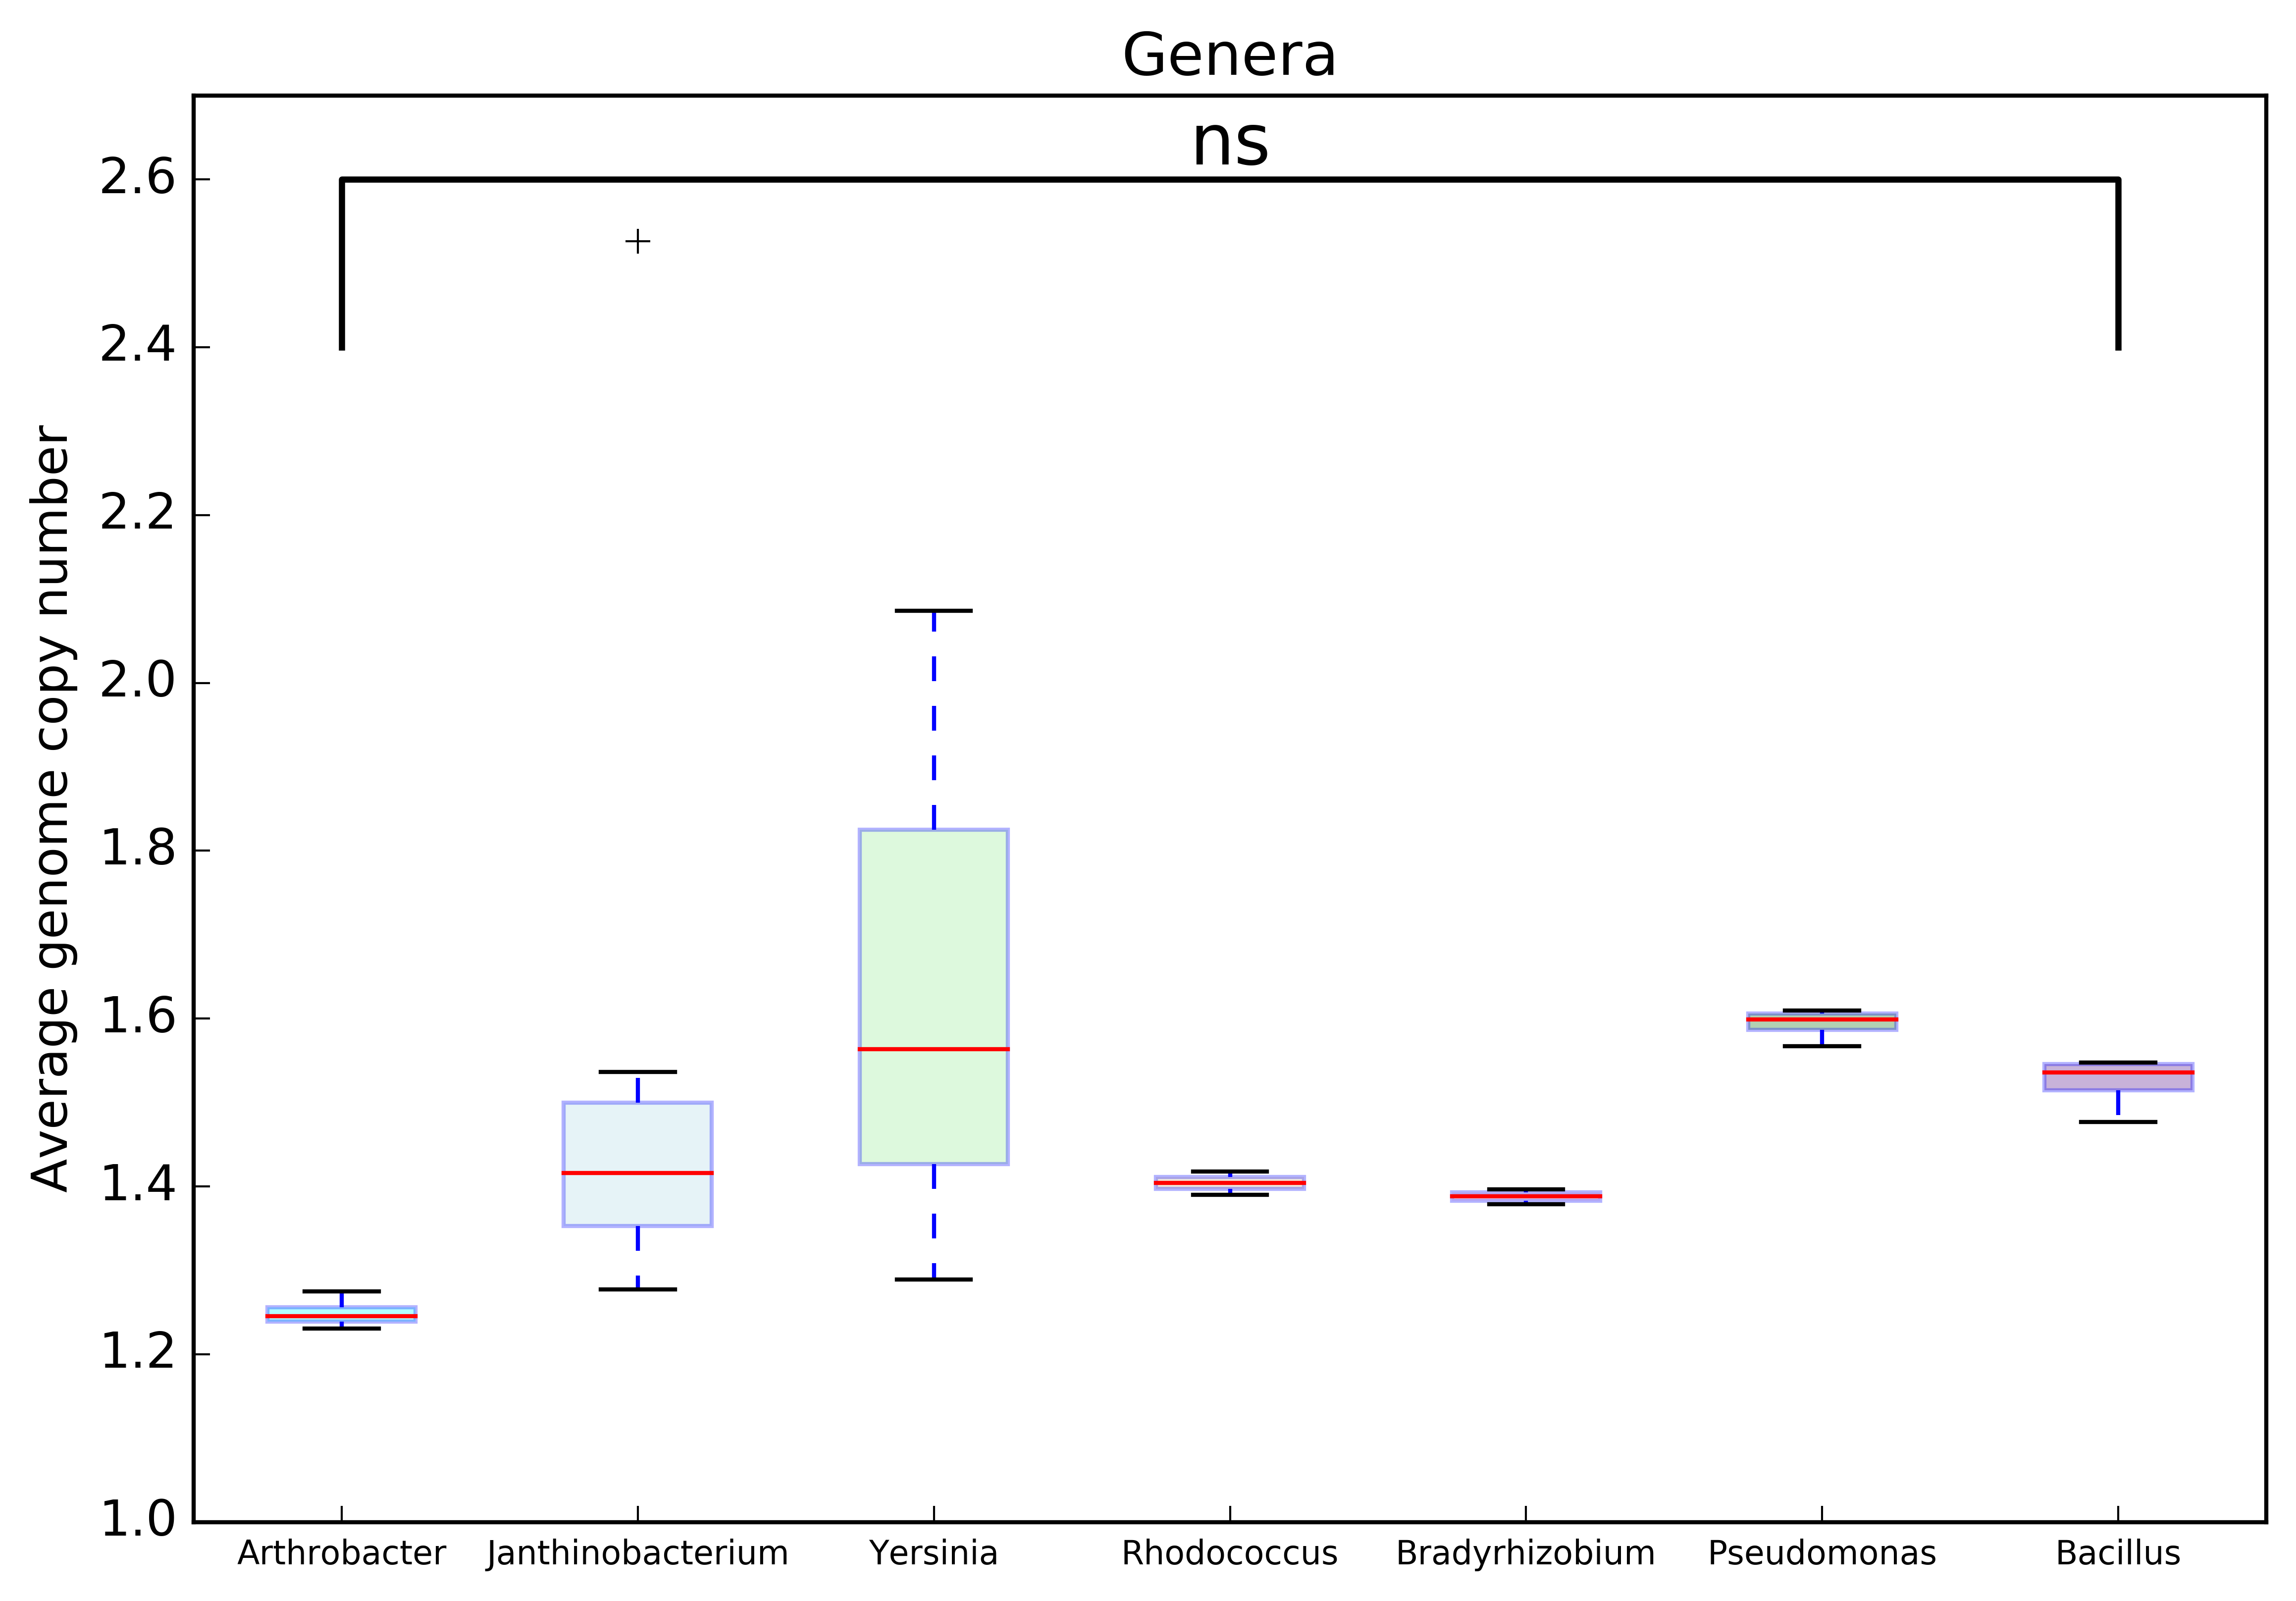 Genera
ns
Average genome copy number
2.6
2.4
2.2
2.0
1.8
1.6
1.4
1.2
1.0
Arthrobacter Janthinobacterium Yersinia Rhodococcus Bradyrhizobium Pseudomonas Bacillus